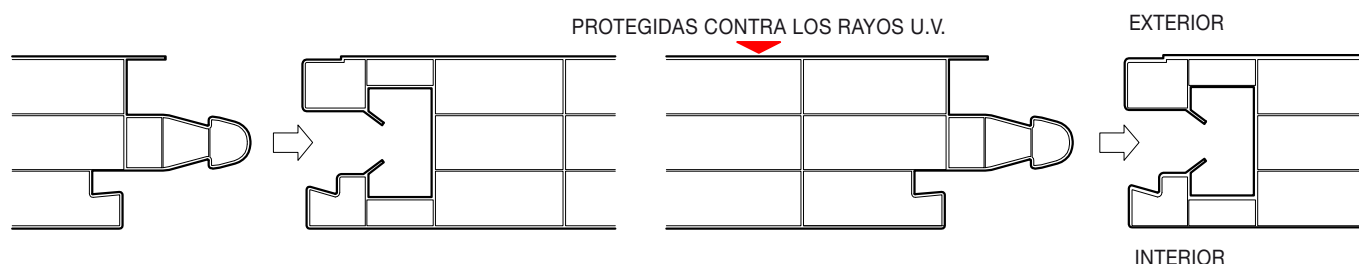 PROTEGIDAS CONTRA LOS RAYOS U.V.
EXTERIOR
INTERIOR